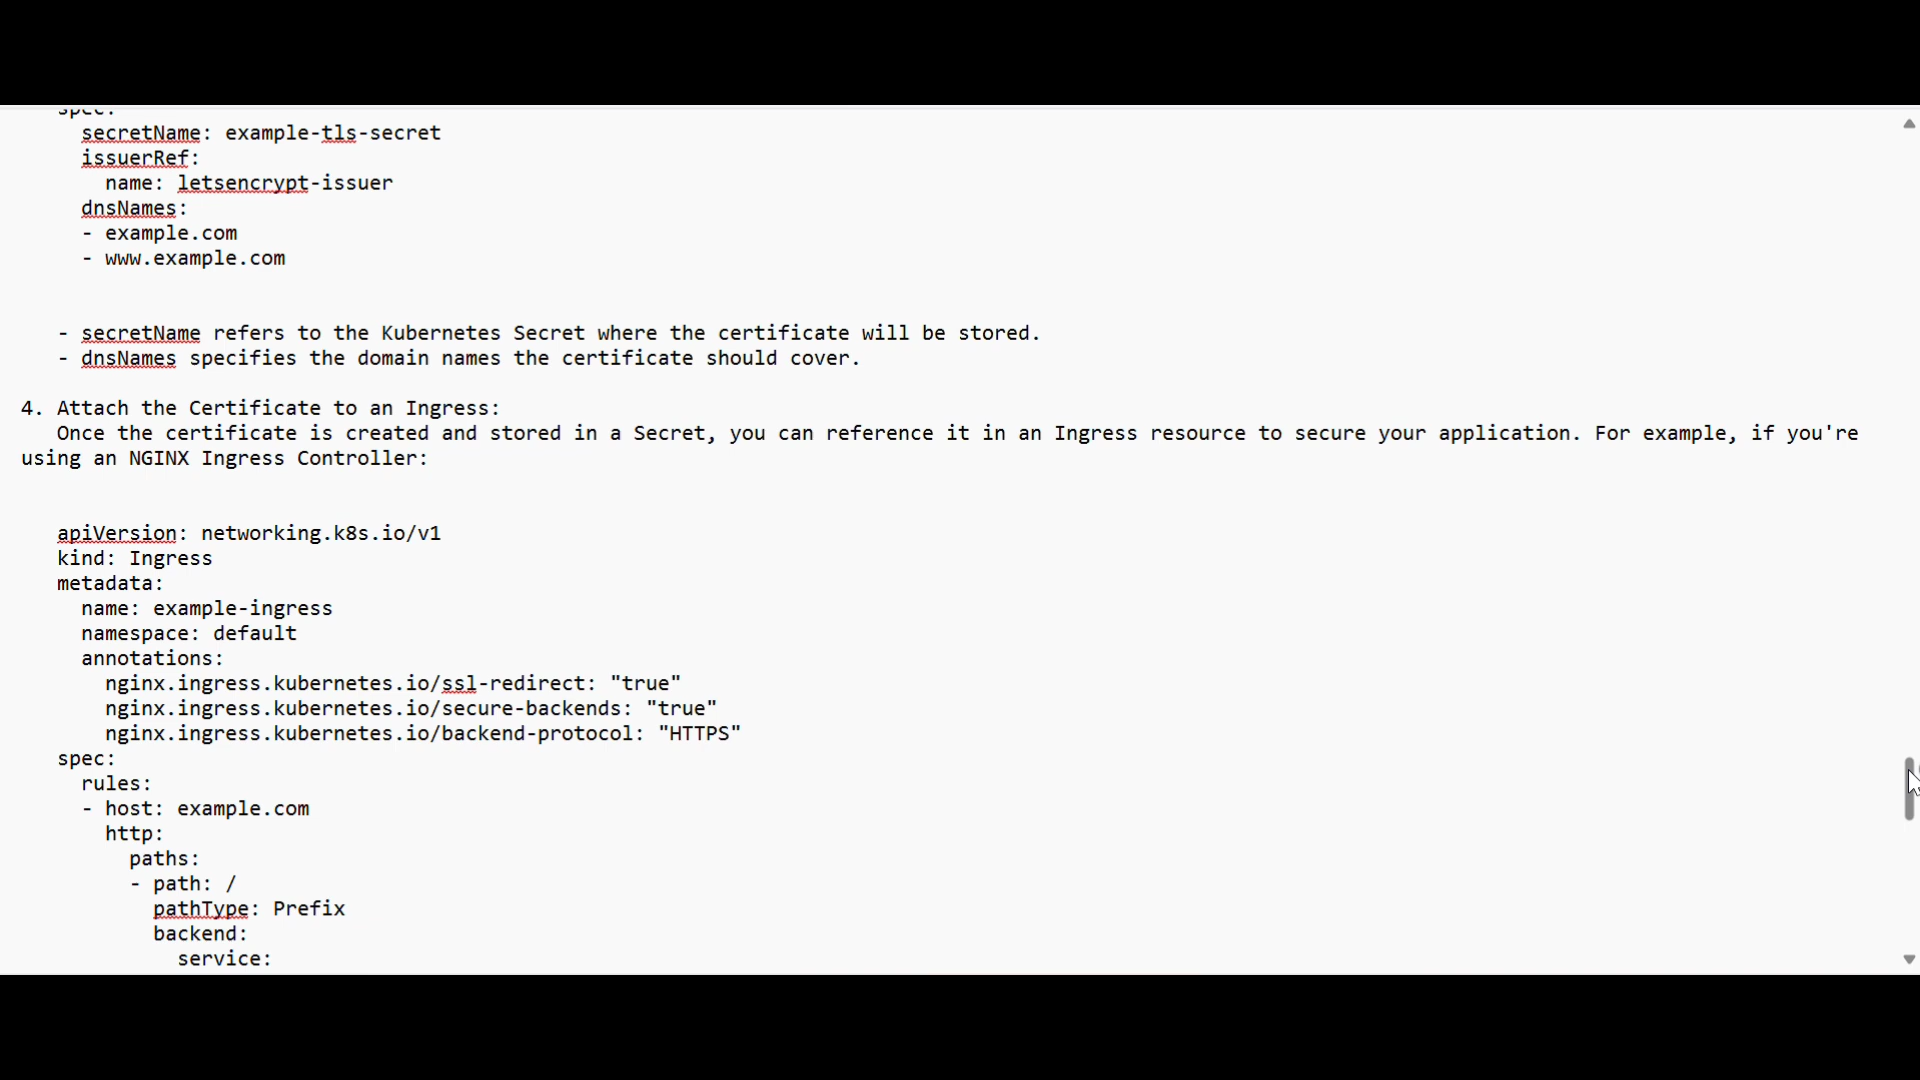 spec:
secretName: example-tls-secret
issuerRef:
name: letsencrypt-issuer
dnsNames:
- example.com
- www.example.com
- secretName refers to the Kubernetes Secret where the certificate will be stored.
- dnsNames specifies the domain names the certificate should cover.
4. Attach the Certificate to an Ingress:
Once the certificate is created and stored in a Secret, you can reference it in an Ingress resource to secure your application. For example, if you're
using an NGINX Ingress Controller:
apiVersion: networking.k8s.io/v1
kind: Ingress
metadata:
name: example-ingress
namespace: default
annotations:
nginx.ingress.kubernetes.io/ssl-redirect: "true"
nginx.ingress.kubernetes.io/secure-backends: "true"
nginx.ingress.kubernetes.io/backend-protocol: "HTTPS"
spec:
rules:
- host: example.com
http:
paths:
- path: /
pathType: Prefix
backend:
service: